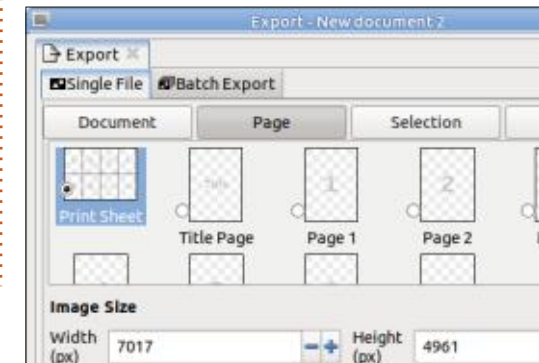 Export - New document 2
Export
Single File Batch Export
Document Page Selection
Title 1 2
Print Sheet Title Page Page 1 Page 2
Image Size
Width (px) 7017 Height (px) 4961